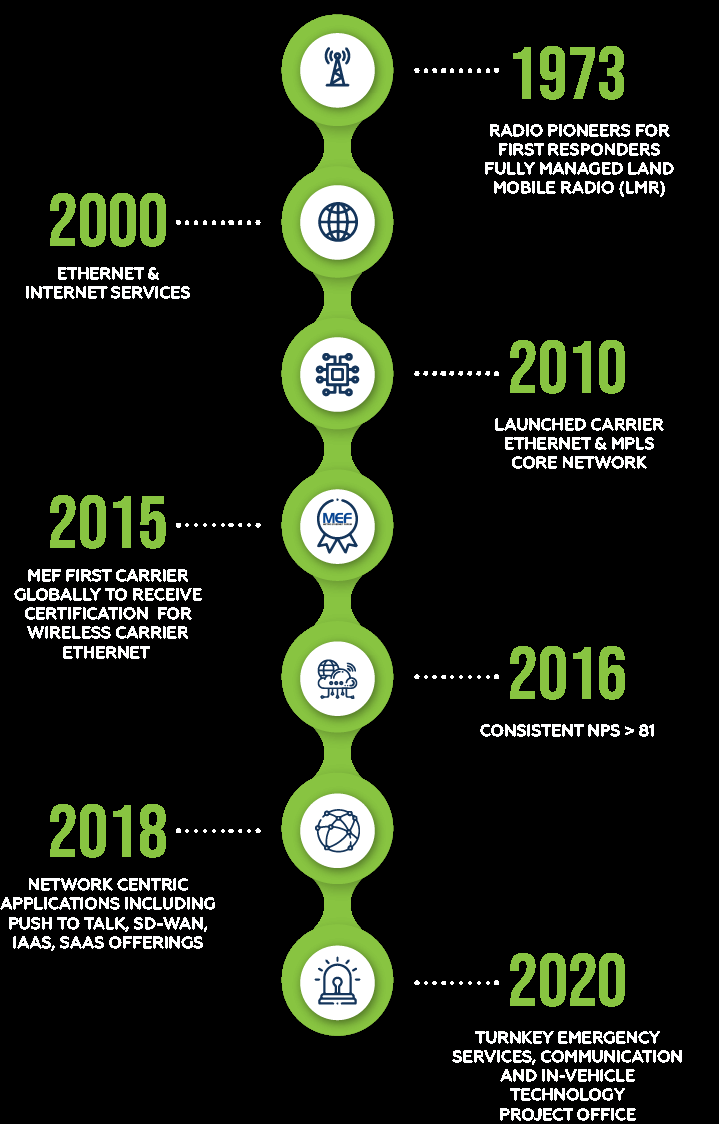 1973
RADIO PIONEERS FOR
FIRST RESPONDERS
FULLY MANAGED LAND
MOBILE RADIO (LMR)
2000
ETHERNET &
INTERNET SERVICES
2010
LAUNCHED CARRIER
ETHERNET & MPLS
CORE NETWORK
2015
MEF FIRST CARRIER
GLOBALLY TO RECEIVE
CERTIFICATION FOR
WIRELESS CARRIER
ETHERNET
MEF
2016
CONSISTENT NPS > 81
2018
NETWORK CENTRIC
APPLICATIONS INCLUDING
PUSH TO TALK, SD-WAN,
IAAS, SAAS OFFERINGS
2020
TURNKEY EMERGENCY
SERVICES, COMMUNICATION
AND IN-VEHICLE
TECHNOLOGY
PROJECT OFFICE